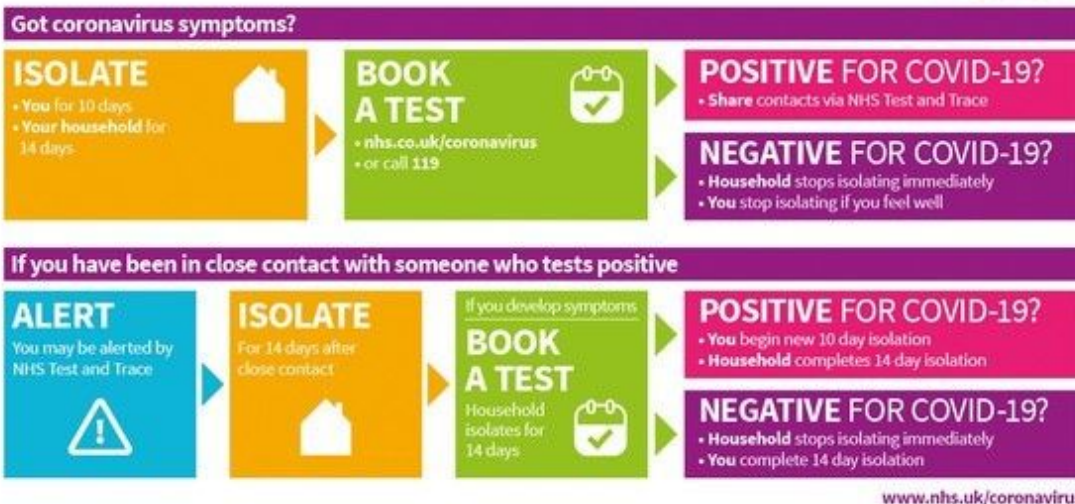 Got coronavirus symptoms?
ISOLATE
• You for 10 days
• Your household for
14 days
BOOK
A TEST
• nhs.co.uk/coronavirus
• or call 119
POSITIVE FOR COVID-19?
• Share contacts via NHS Test and Trace
NEGATIVE FOR COVID-19?
• Household stops isolating immediately
• You stop isolating if you feel well
If you have been in close contact with someone who tests positive
ALERT
You may be alerted by
NHS Test and Trace
ISOLATE
For 14 days after
close contact
If you develop symptoms
BOOK
A TEST
Household
isolates for
14 days
POSITIVE FOR COVID-19?
• You begin new 10 day isolation
• Household completes 14 day isolation
NEGATIVE FOR COVID-19?
• Household stops isolating immediately
• You complete 14 day isolation
www.nhs.uk/coronaviru